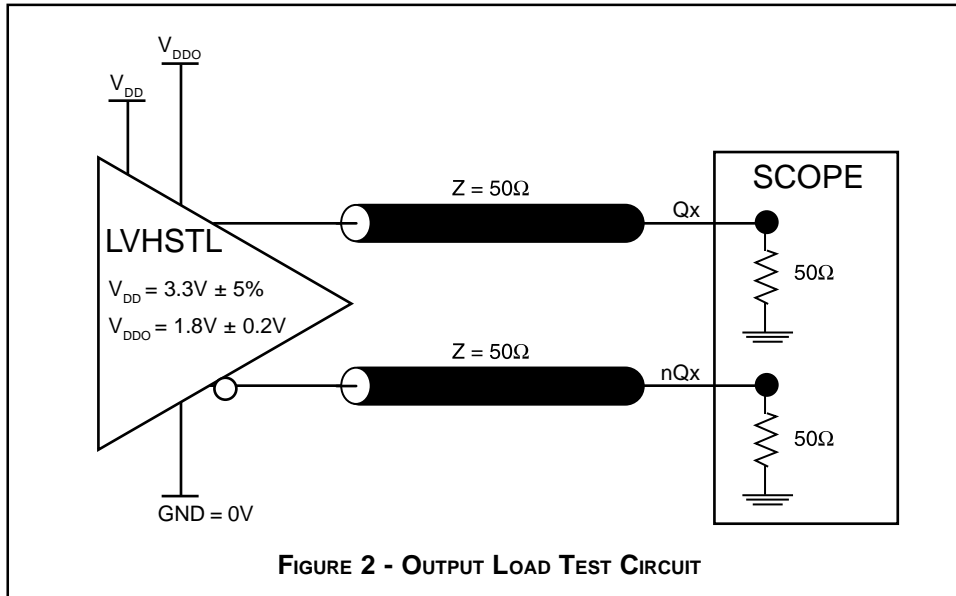 V_DDO
V_DD
Z = 50Ω
Qx
SCOPE
50Ω
LVHSTL
V_DD = 3.3V ± 5%
V_DDO = 1.8V ± 0.2V
Z = 50Ω
nQx
50Ω
GND = 0V
FIGURE 2 - OUTPUT LOAD TEST CIRCUIT